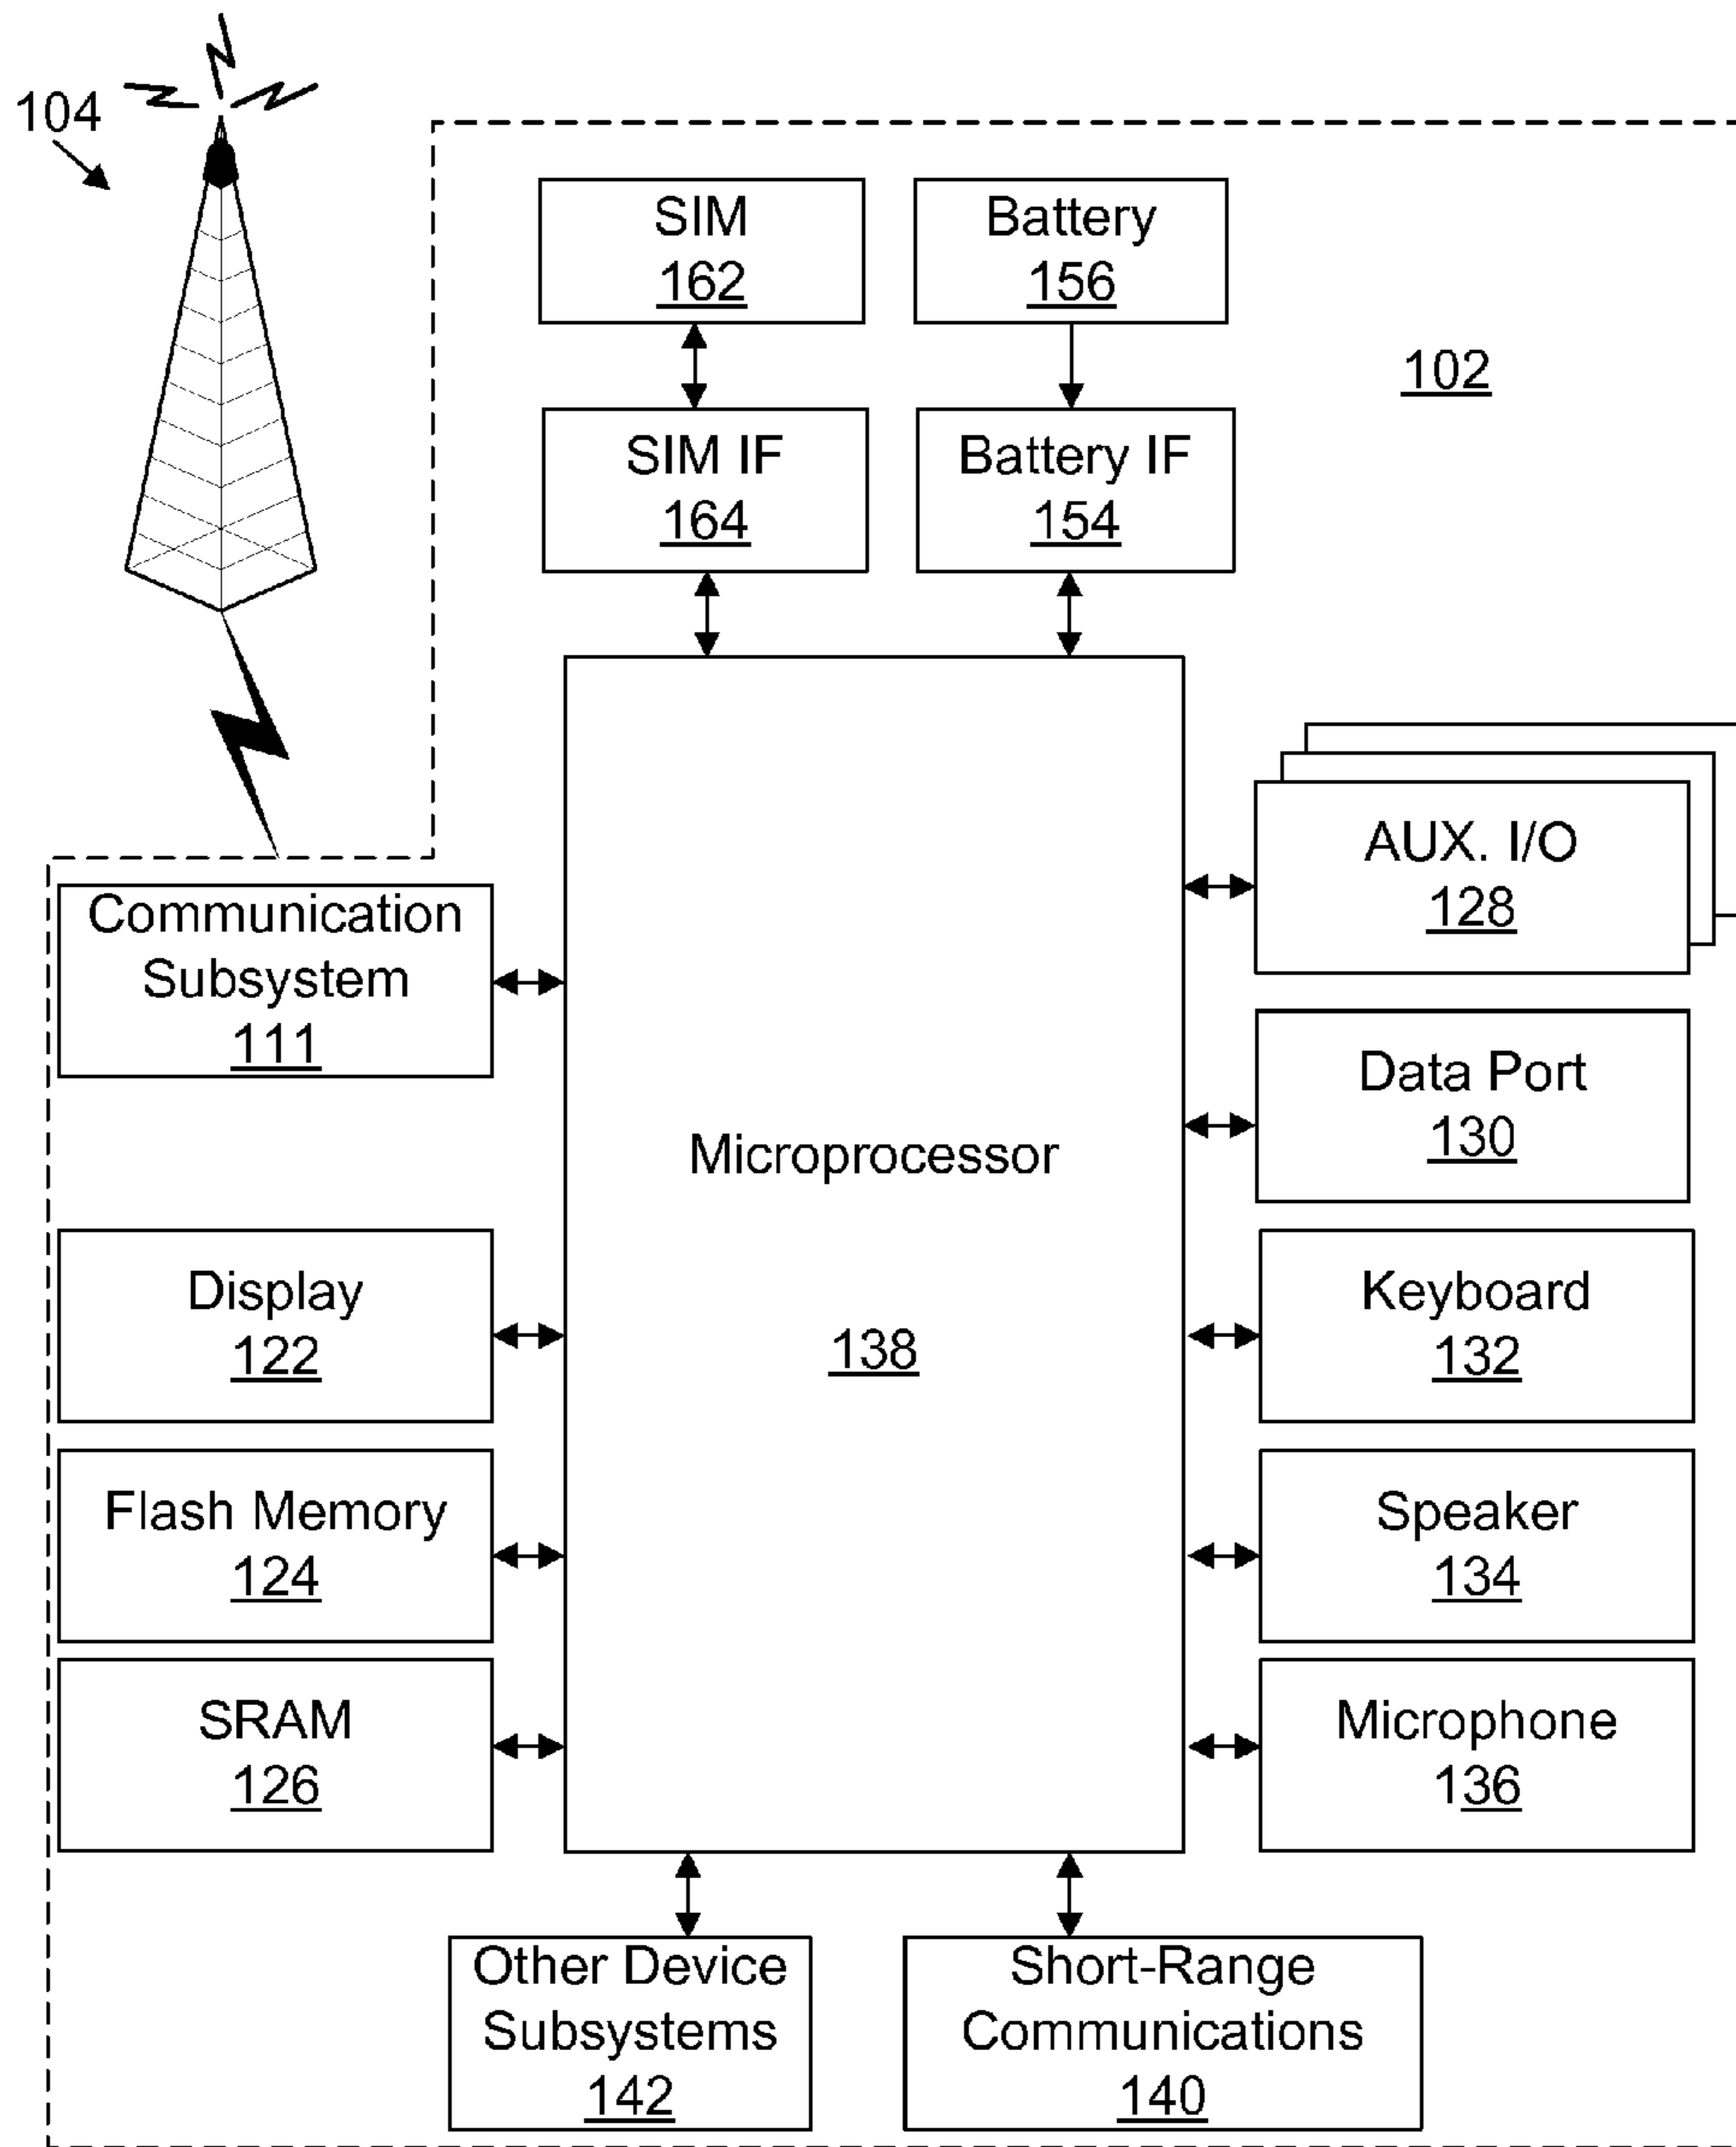 104
SIM
162
Battery
156
102
SIM IF
164
Battery IF
154
AUX. I/O
128
Communication
Subsystem
111
Data Port
130
Microprocessor
138
Display
122
Keyboard
132
Flash Memory
124
Speaker
134
SRAM
126
Microphone
136
Other Device
Subsystems
142
Short-Range
Communications
140